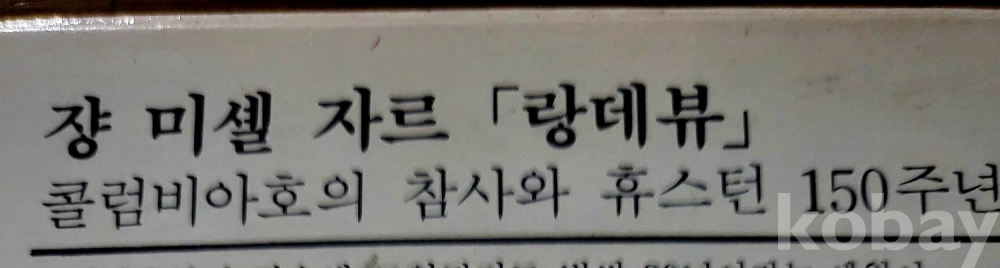 쟝 미셸 자르 「랑데뷰」
콜럼비아호의 참사와 휴스턴 150주년
kobay